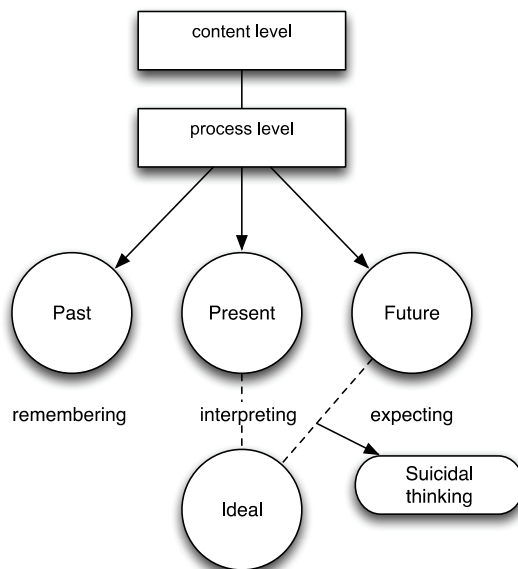 content level
process level
Past
Present
Future
remembering
interpreting
expecting
Ideal
Suicidal
thinking